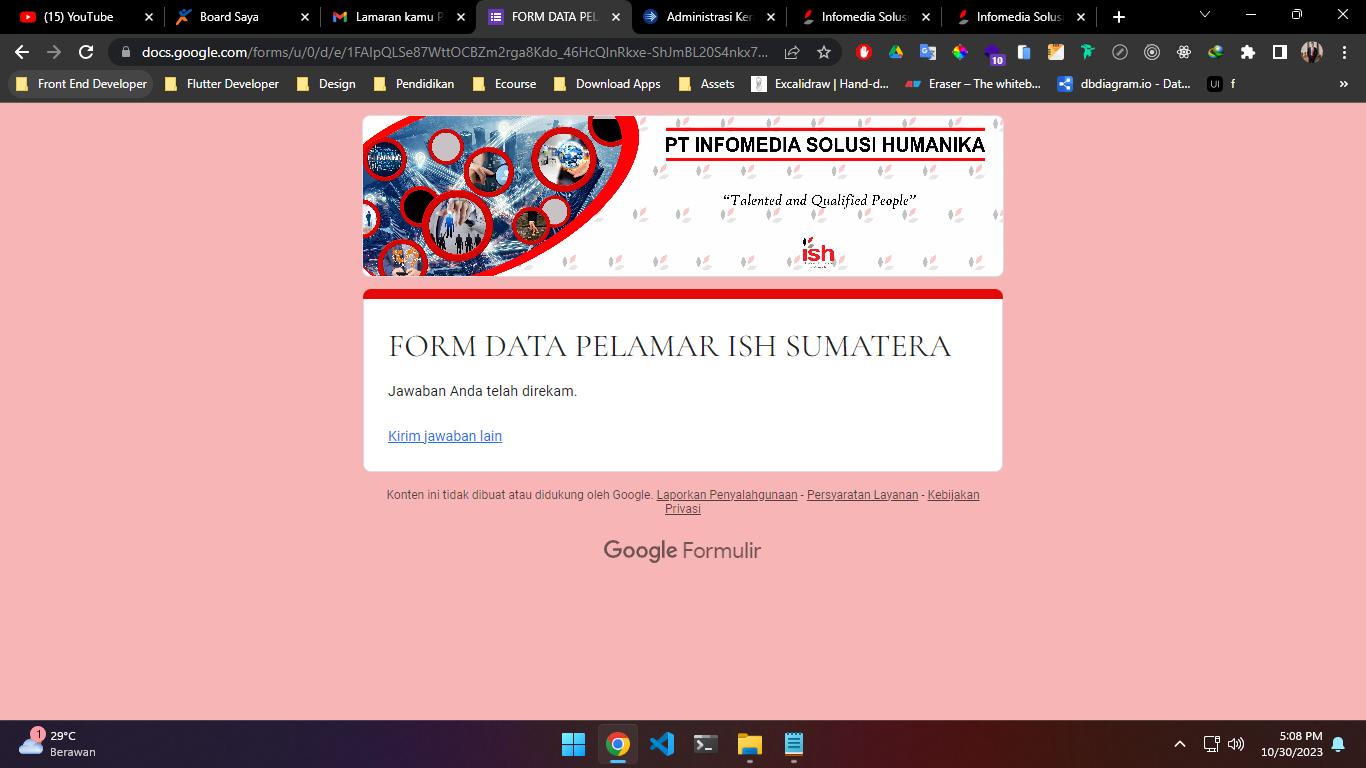 (15) YouTube
Board Saya
Lamaran kamu P
FORM DATA PEL
Administrasi Ker
Infomedia Solus
Infomedia Solus
docs.google.com/forms/u/0/d/e/1FAIpQLSe87WttOCBZm2rga8Kdo_46HcQInRkxe-ShJmBL20S4nkx7...
10
Front End Developer
Flutter Developer
Design
Pendidikan
Ecourse
Download Apps
Assets
Excalidraw | Hand-d...
Eraser – The whiteb...
dbdiagram.io - Dat...
UI
f
»
E-LEARNING
PT INFOMEDIA SOLUSI HUMANIKA
“Talented and Qualified People”
ish
FORM DATA PELAMAR ISH SUMATERA
Jawaban Anda telah direkam.
Kirim jawaban lain
Konten ini tidak dibuat atau didukung oleh Google. Laporkan Penyalahgunaan - Persyaratan Layanan - Kebijakan
Privasi
Google Formulir
1
29°C
Berawan
5:08 PM
10/30/2023